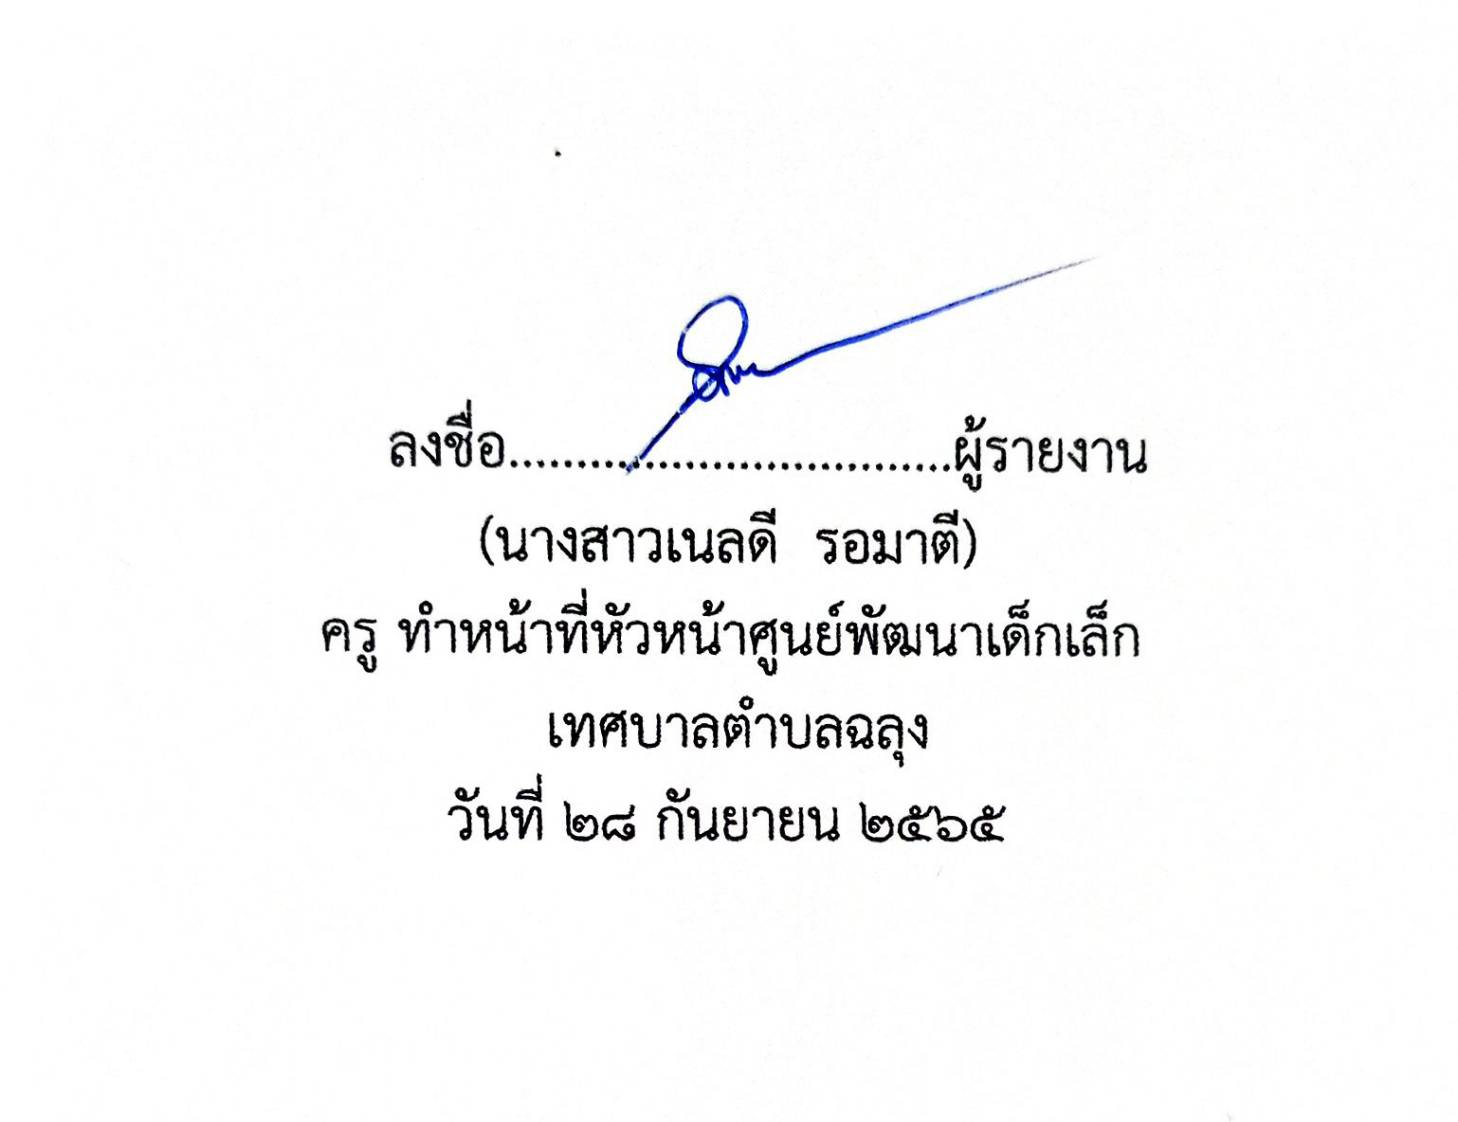 ลงชื่อ.................................ผู้รายงาน
(นางสาวเนลดี รอมาตี)
ครู ทำหน้าที่หัวหน้าศูนย์พัฒนาเด็กเล็ก
เทศบาลตำบลฉลุง
วันที่ ๒๘ กันยายน ๒๕๖๕